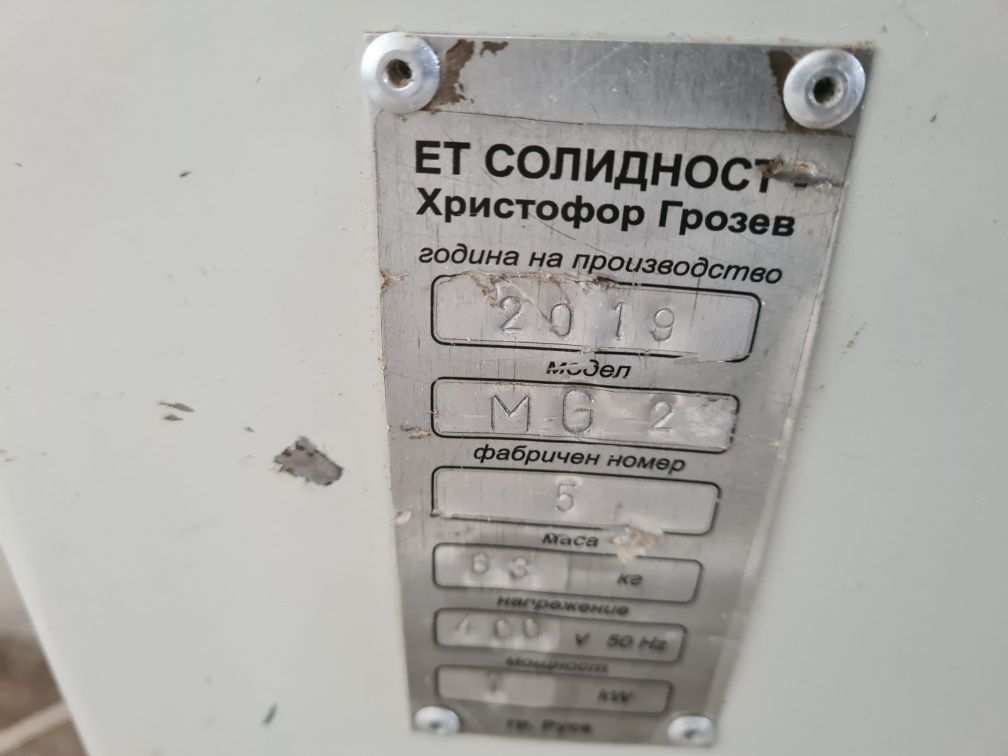 ЕТ СОЛИДНОСТ -
Христофор Грозев
година на производство
2019
модел
MG 2
фабричен номер
5
маса
63 кг
напрежение
400 V 50 Hz
мощност
kW
гр. Русе